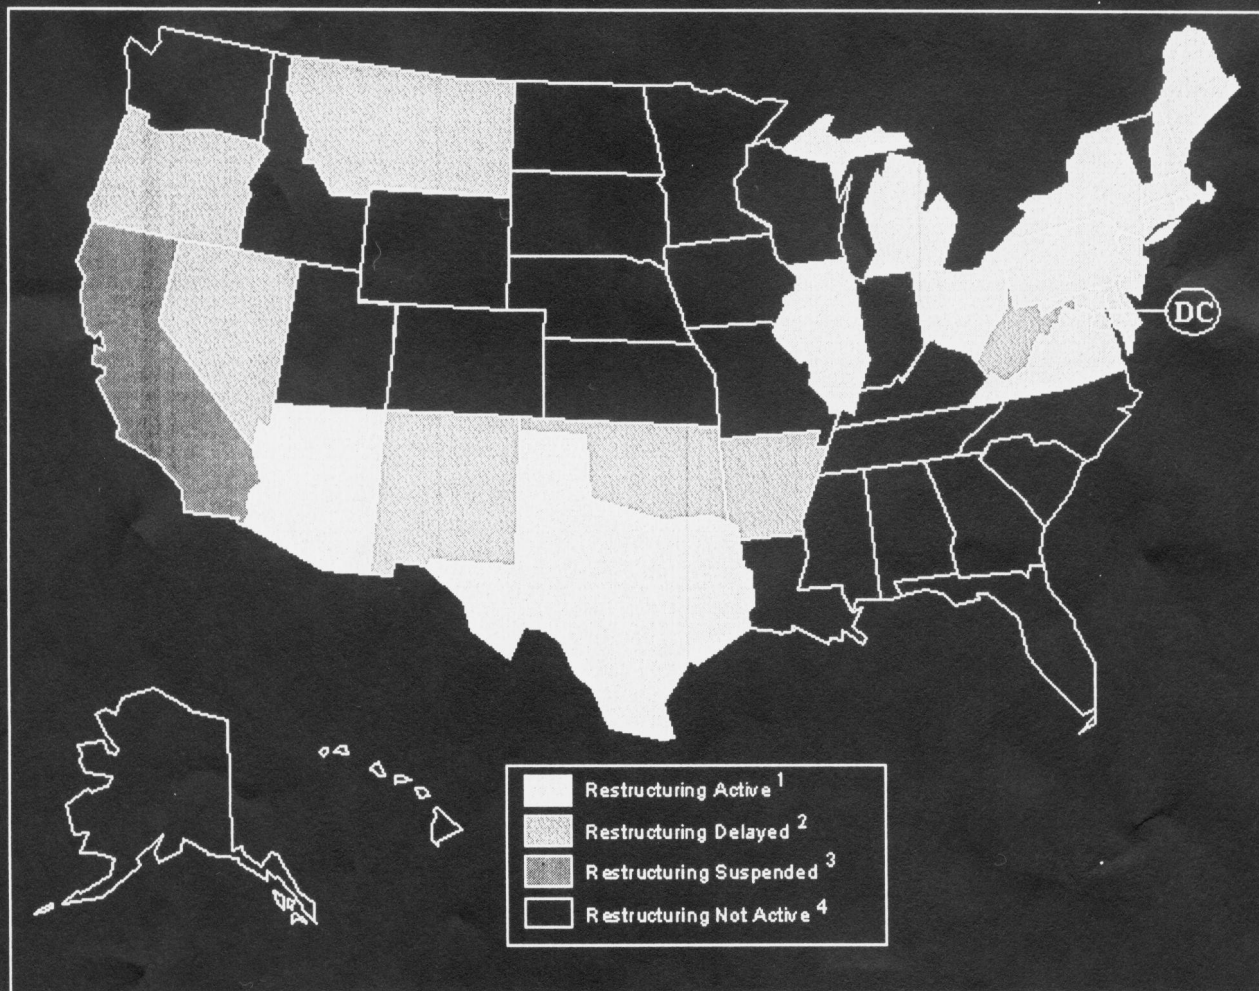 DC
Restructuring Active 1
Restructuring Delayed 2
Restructuring Suspended 3
Restructuring Not Active 4